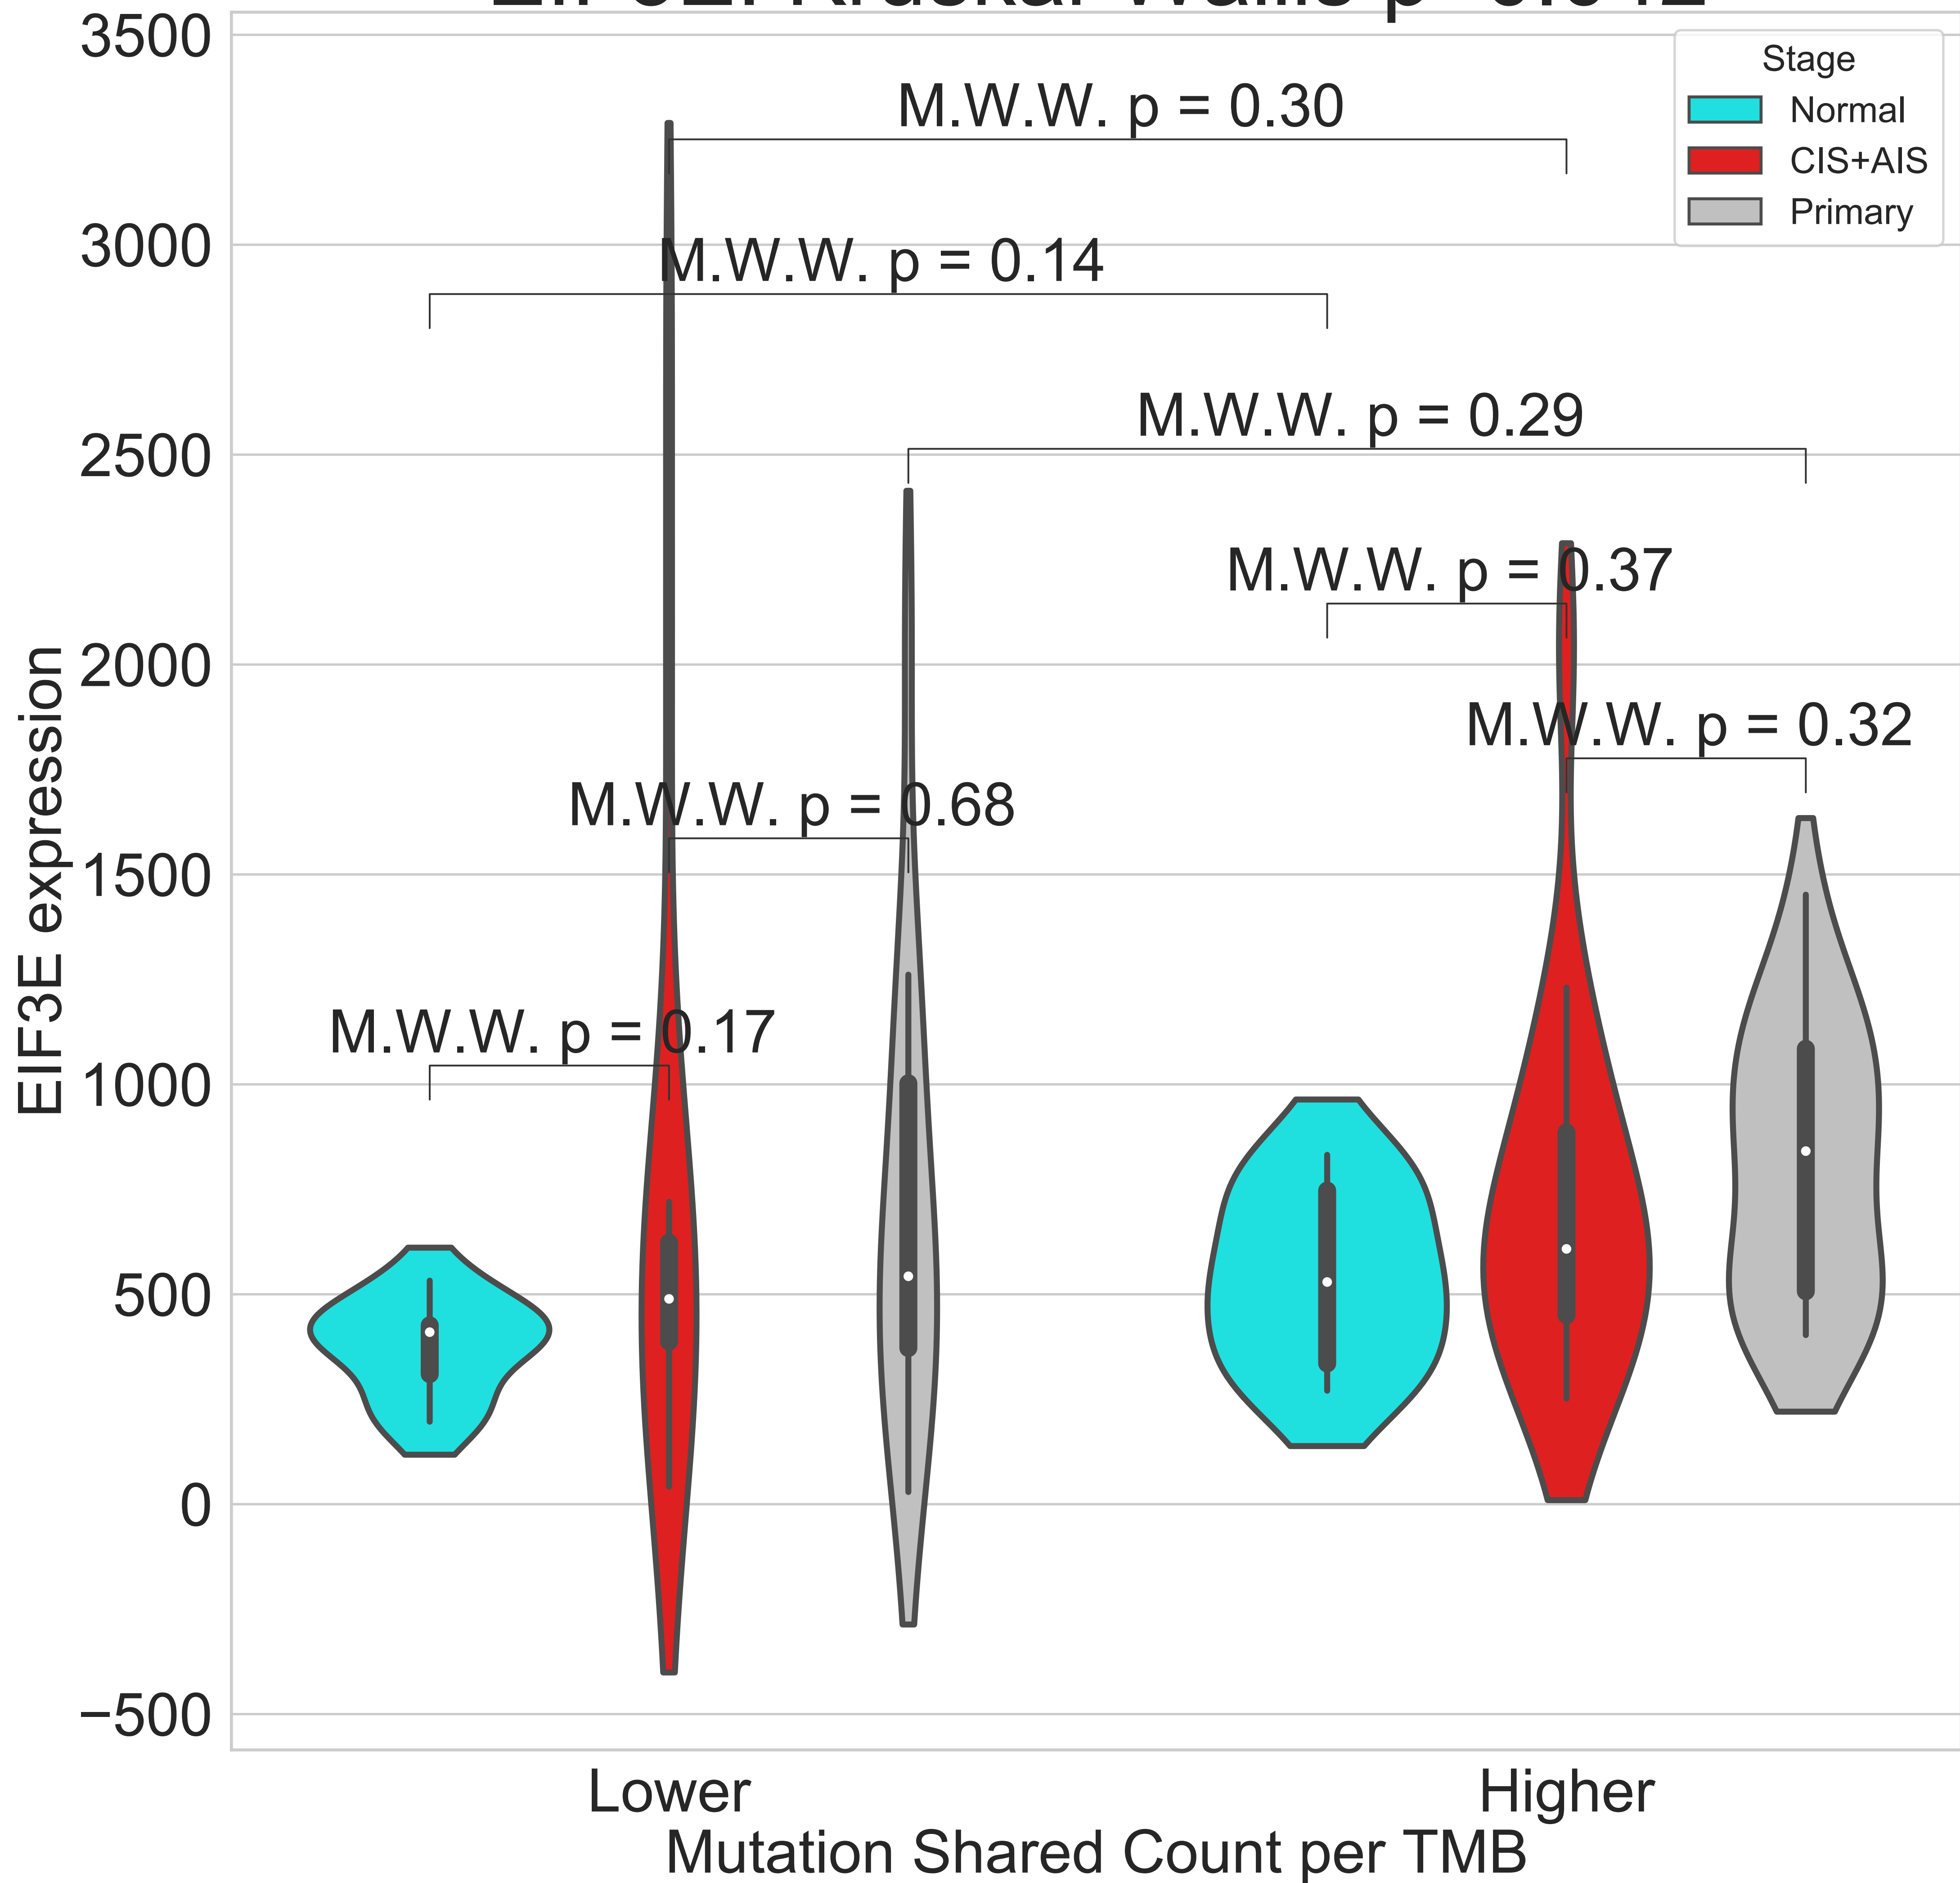 3500
3000
2500
2000
1500
1000
500
0
−500
EIF3E expression
M.W.W. p = 0.30
M.W.W. p = 0.14
M.W.W. p = 0.29
M.W.W. p = 0.37
M.W.W. p = 0.32
M.W.W. p = 0.68
M.W.W. p = 0.17
Stage
Normal
CIS+AIS
Primary
Lower
Higher
Mutation Shared Count per TMB